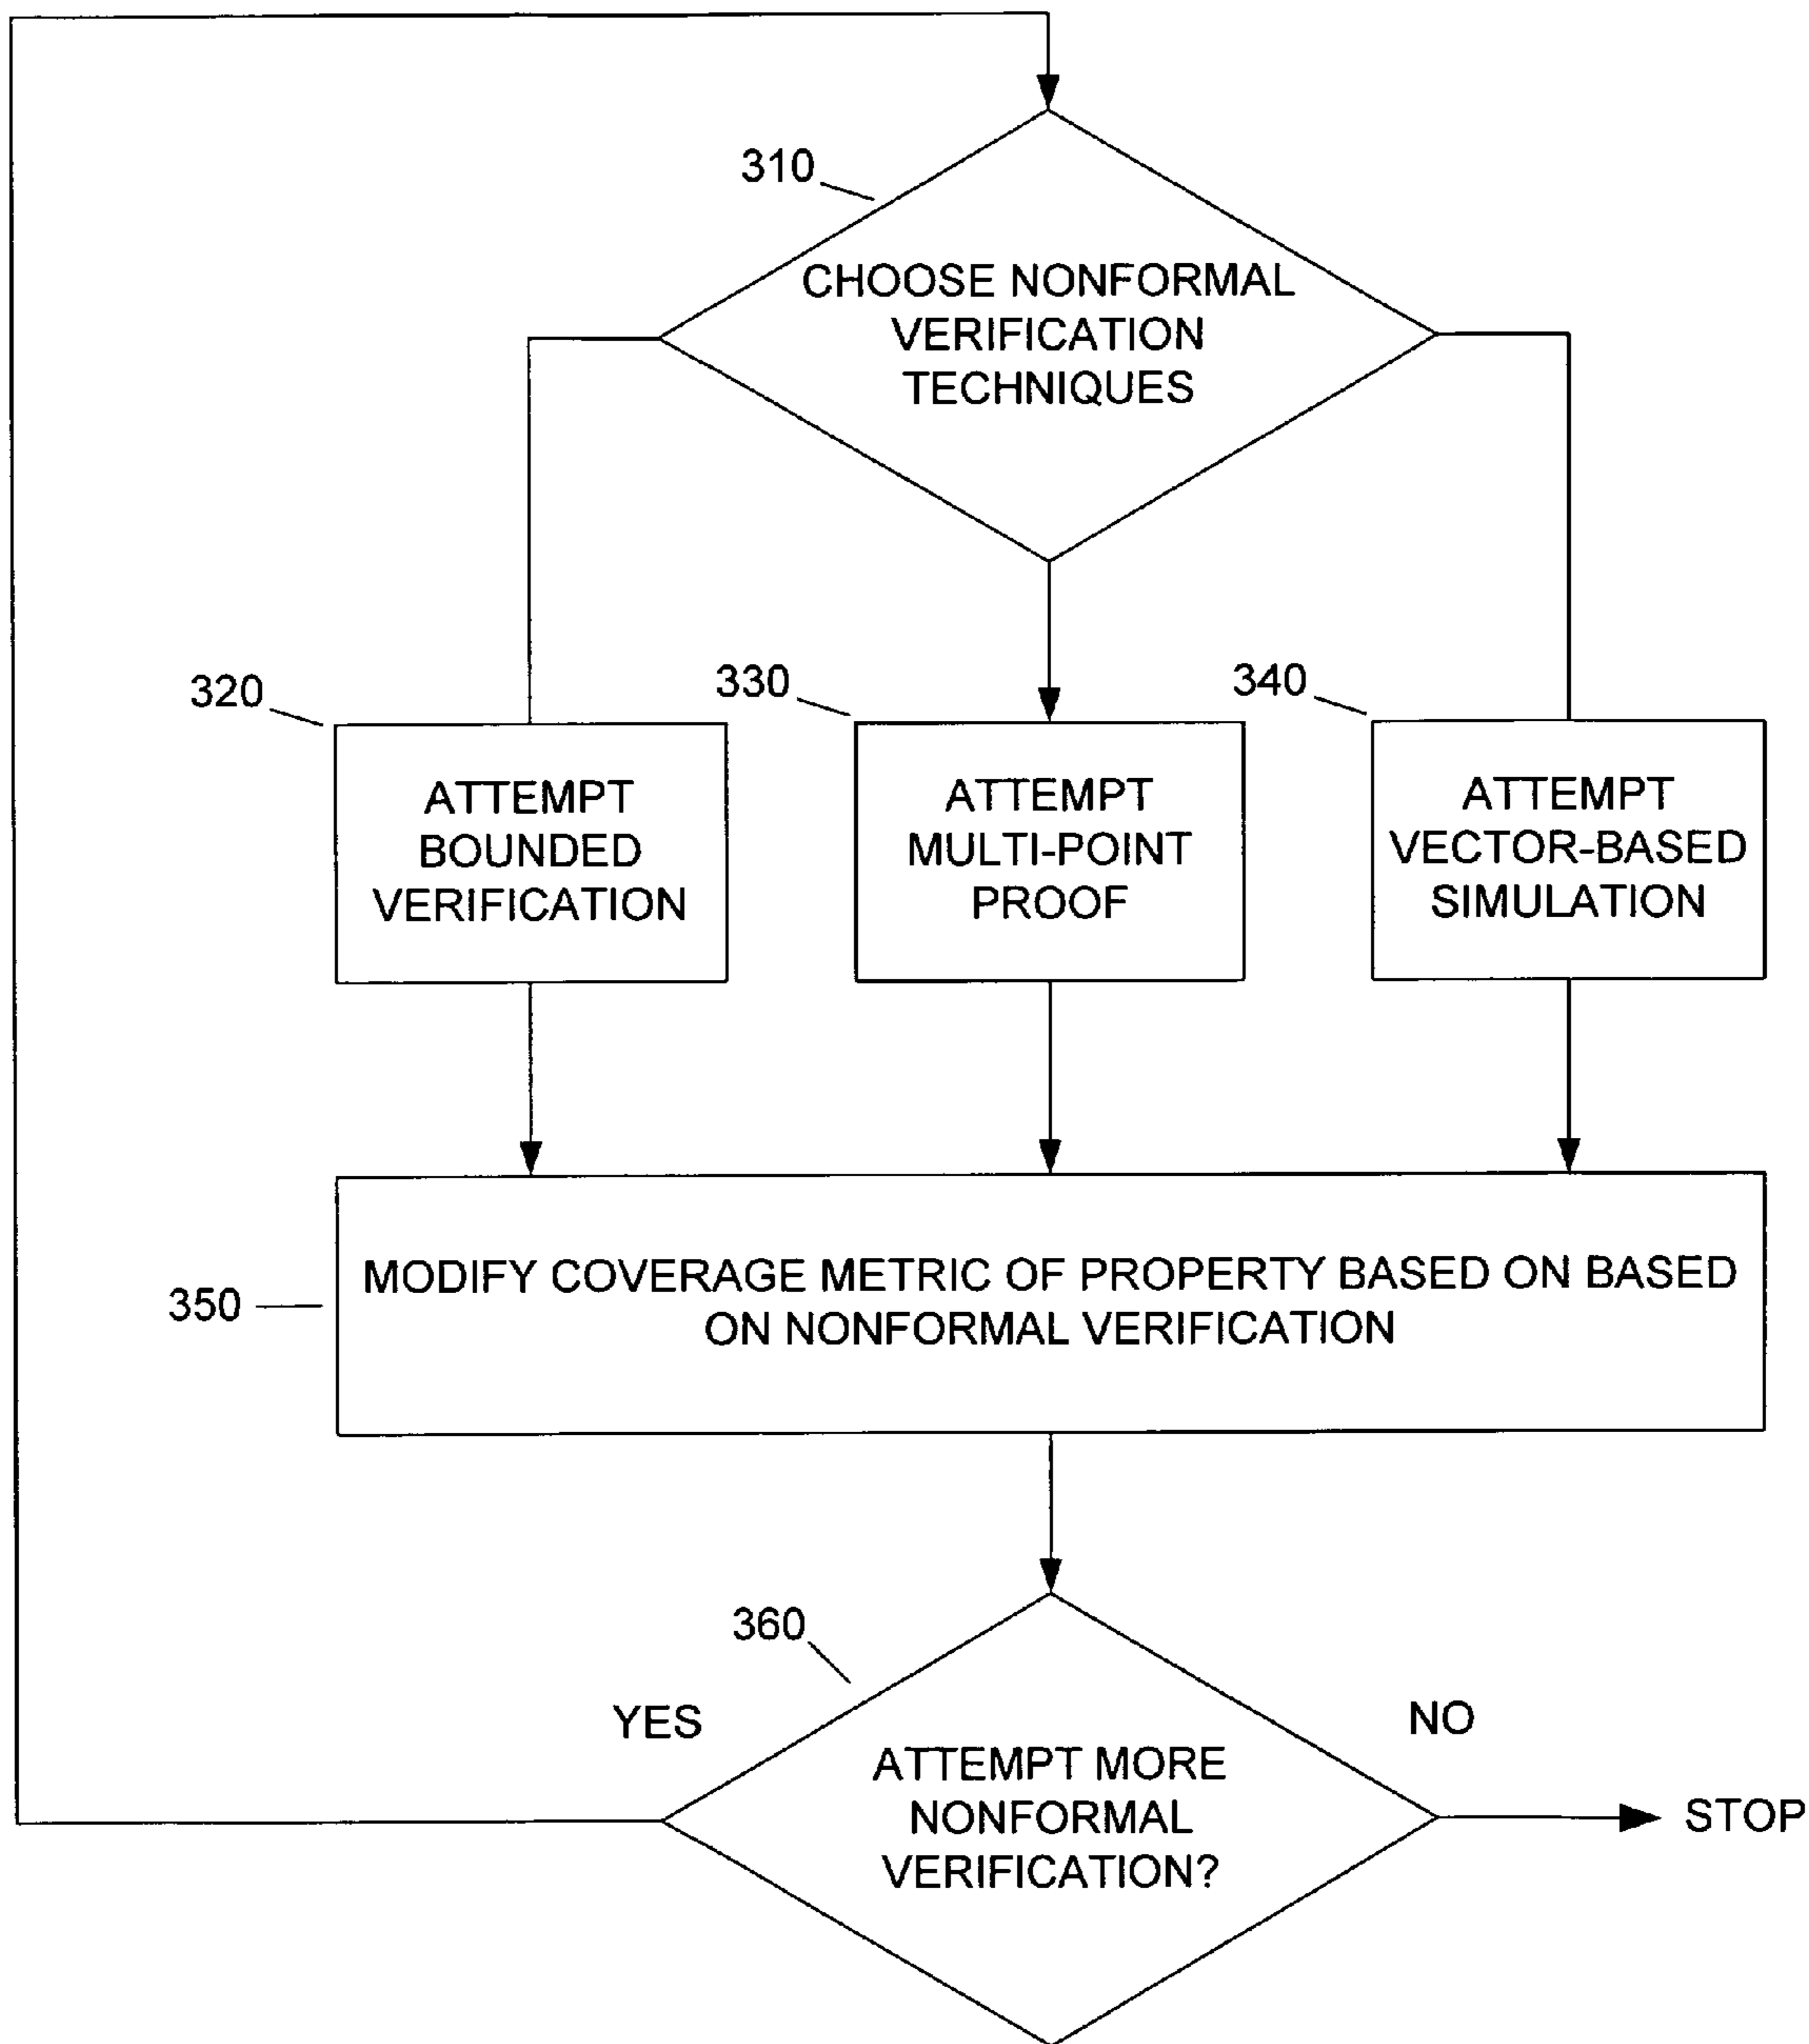 310
CHOOSE NONFORMAL
VERIFICATION
TECHNIQUES
320
330
340
ATTEMPT
BOUNDED
VERIFICATION
ATTEMPT
MULTI-POINT
PROOF
ATTEMPT
VECTOR-BASED
SIMULATION
350
MODIFY COVERAGE METRIC OF PROPERTY BASED ON BASED
ON NONFORMAL VERIFICATION
360
YES
NO
ATTEMPT MORE
NONFORMAL
VERIFICATION?
STOP